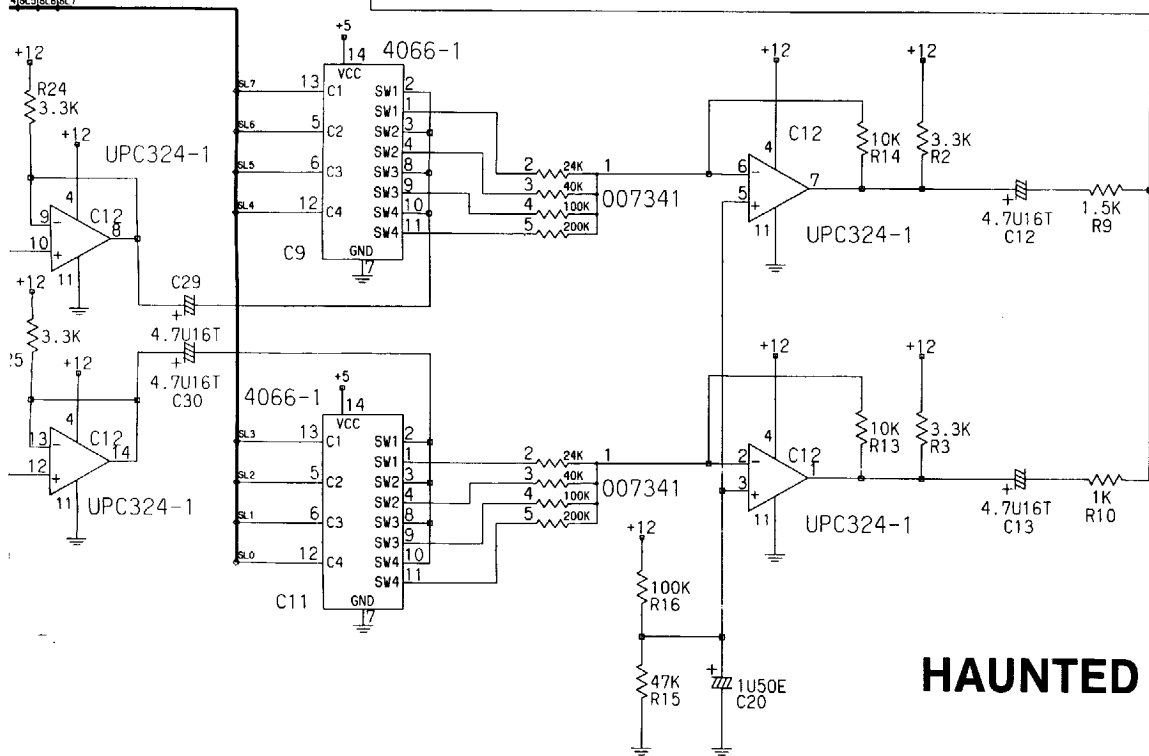 +5
+12
14
4066-1
+12
+12
VCC
SL7
13
C1
SW1
2
R24
3.3K
SW1
1
+12
SL6
5
C2
SW2
3
C12
10K
R14
3.3K
R2
UPC324-1
SW2
4
4
SL5
6
C3
SW3
8
2
24K
1
6
-
7
4
SW3
9
3
40K
007341
5
+
SL4
12
C4
SW4
10
4
100K
9
-
C12
8
SW4
11
5
200K
11
UPC324-1
4.7U16T
C12
1.5K
R9
10
+
GND
7
C9
11
+12
C29
+
4.7U16T
3.3K
+12
+
4.7U16T
C30
+5
14
4066-1
+12
+12
VCC
4
SL3
13
C1
SW1
2
C12
10K
R13
3.3K
R3
13
-
C12
14
SW1
1
2
24K
1
4
2
-
1
12
+
SL2
5
C2
SW2
3
3
40K
007341
3
+
11
UPC324-1
SW2
4
4
100K
11
UPC324-1
+
4.7U16T
C13
1K
R10
SL1
6
C3
SW3
8
5
200K
SW3
9
+12
SL0
12
C4
SW4
10
SW4
11
100K
R16
C11
GND
7
47K
R15
+
1U50E
C20
HAUNTED